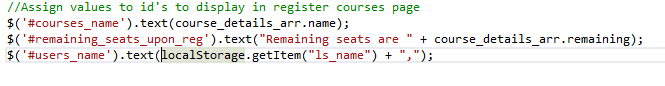 //Assign values to id's to display in register courses page
$('#courses_name').text(course_details_arr.name);
$('#remaining_seats_upon_reg').text("Remaining seats are " + course_details_arr.remaining);
$('#users_name').text(localStorage.getItem("ls_name") + ",");